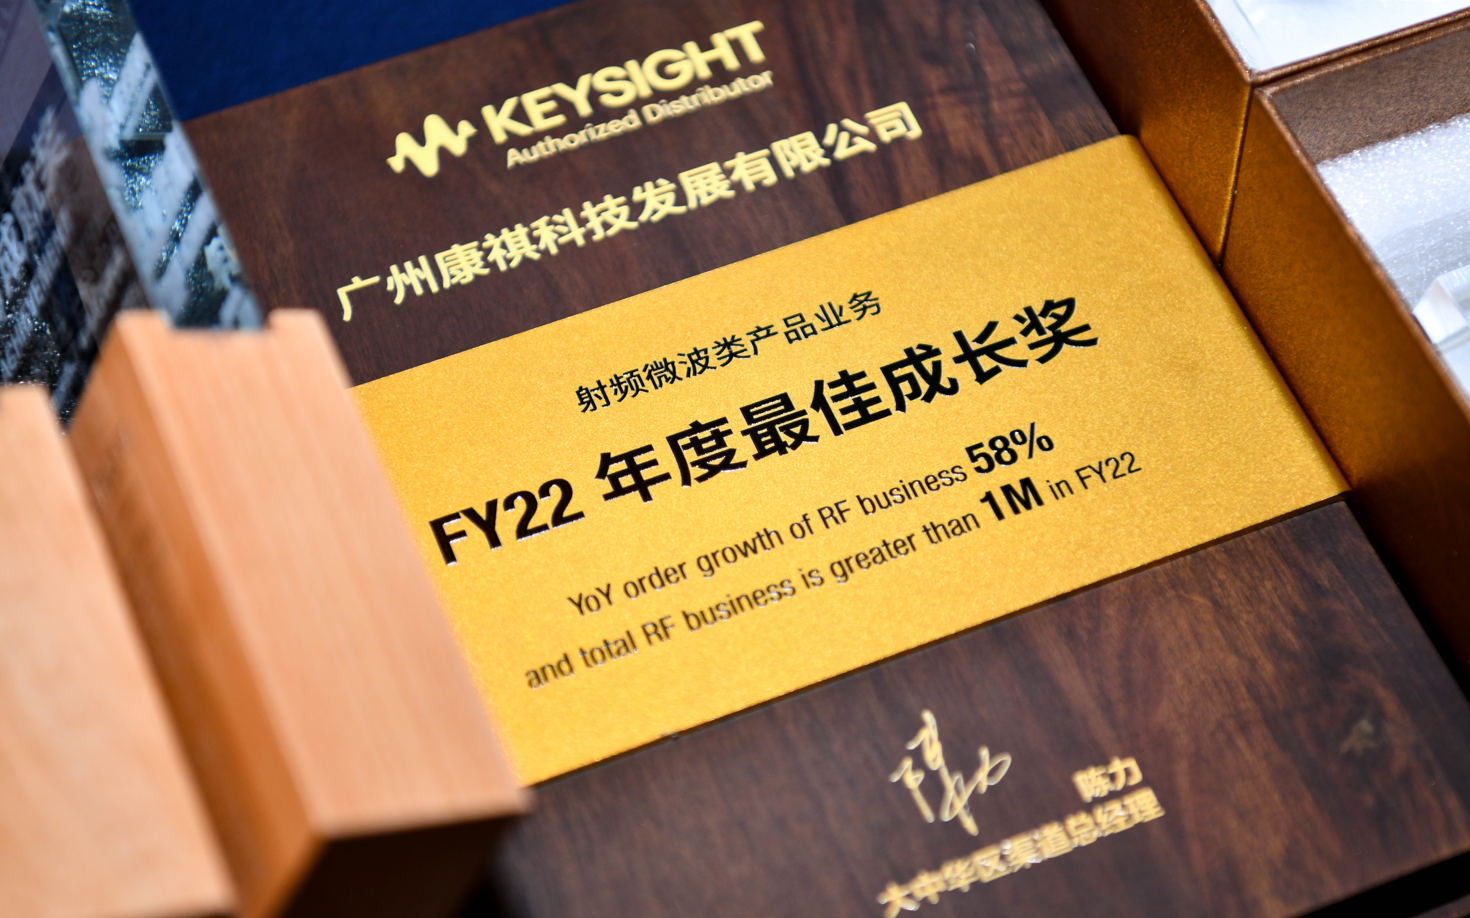 KEYSIGHT
Authorized Distributor
广州康祺科技发展有限公司
射频微波类产品业务
FY22 年度最佳成长奖
YoY order growth of RF business 58%
and total RF business is greater than 1M in FY22
陈力
陈力
大中华区渠道总经理